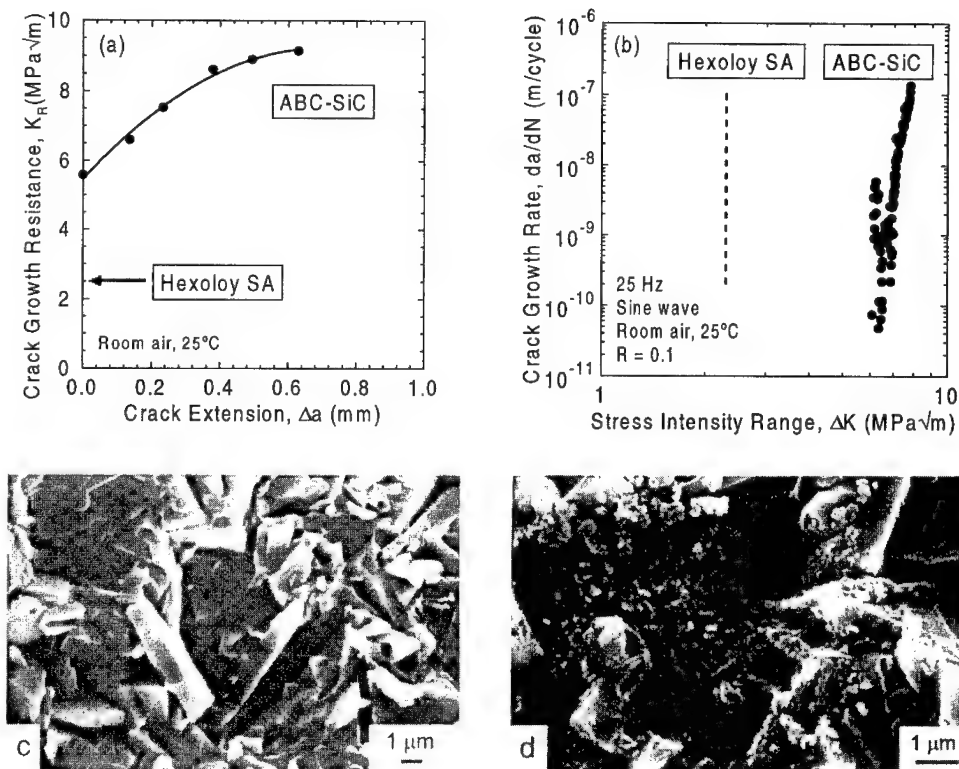 (a)
10
8
6
4
2
0
Crack Growth Resistance, K_R(MPa√m)
ABC-SiC
Hexoloy SA
Room air, 25ºC
0.0 0.2 0.4 0.6 0.8 1.0
Crack Extension, Δa (mm)
(b)
Hexoloy SA ABC-SiC
10⁻⁶
10⁻⁷
10⁻⁸
10⁻⁹
10⁻¹⁰
10⁻¹¹
Crack Growth Rate, da/dN (m/cycle)
25 Hz
Sine wave
Room air, 25ºC
R = 0.1
1 10
Stress Intensity Range, ΔK (MPa√m)
c
1 μm
d
1 μm